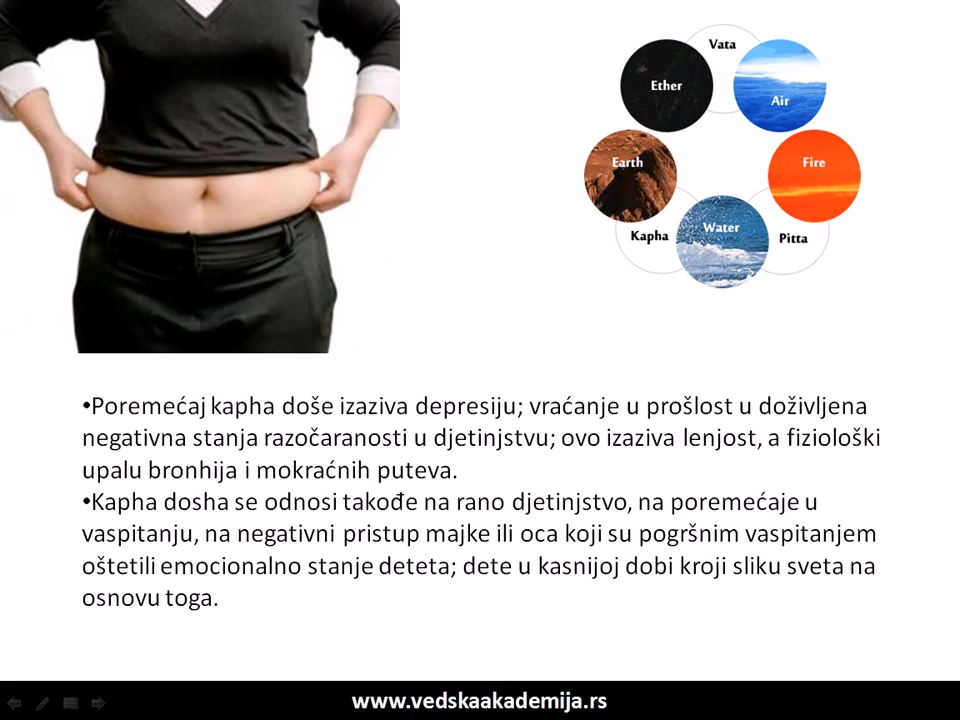 Vata
Ether
Air
Earth
Fire
Kapha
Water
Pitta
•Poremećaj kapha doše izaziva depresiju; vraćanje u prošlost u doživljena
negativna stanja razočaranosti u djetinjstvu; ovo izaziva lenjost, a fiziološki
upalu bronhija i mokraćnih puteva.
•Kapha dosha se odnosi takođe na rano djetinjstvo, na poremećaje u
vaspitanju, na negativni pristup majke ili oca koji su pogršnim vaspitanjem
oštetili emocionalno stanje deteta; dete u kasnijoj dobi kroji sliku sveta na
osnovu toga.
www.vedskaakademija.rs